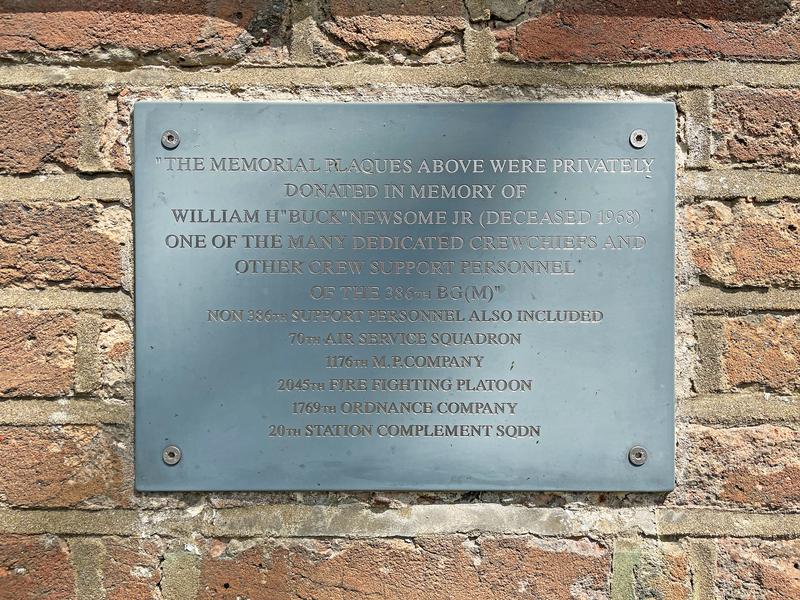 "THE MEMORIAL PLAQUES ABOVE WERE PRIVATELY
DONATED IN MEMORY OF
WILLIAM H"BUCK"NEWSOME JR (DECEASED 1968)
ONE OF THE MANY DEDICATED CREWCHIEFS AND
OTHER CREW SUPPORT PERSONNEL
OF THE 386TH BG(M)"
NON 386TH SUPPORT PERSONNEL ALSO INCLUDED
70TH AIR SERVICE SQUADRON
1176TH M.P.COMPANY
2045TH FIRE FIGHTING PLATOON
1769TH ORDNANCE COMPANY
20TH STATION COMPLEMENT SQDN